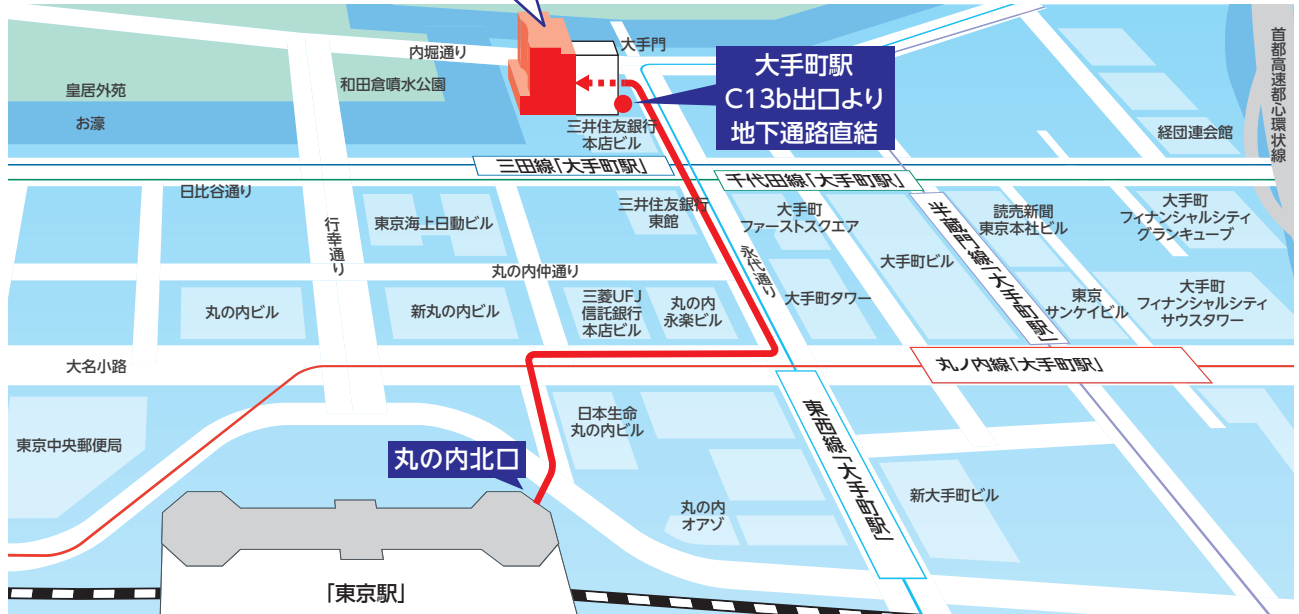 内堀通り
大手門
和田倉噴水公園
皇居外苑
お濠
大手町駅
C13b出口より
地下通路直結
首都高速都心環状線
三井住友銀行
本店ビル
経団連会館
三田線「大手町駅」
千代田線「大手町駅」
日比谷通り
行幸通り
東京海上日動ビル
三井住友銀行
東館
大手町
ファーストスクエア
半蔵門線「大手町駅」
読売新聞
東京本社ビル
大手町
フィナンシャルシティ
グランキューブ
丸の内仲通り
永代通り
大手町ビル
丸の内ビル
新丸の内ビル
三菱UFJ
信託銀行
本店ビル
丸の内
永楽ビル
大手町タワー
東京
サンケイビル
大手町
フィナンシャルシティ
サウスタワー
大名小路
丸ノ内線「大手町駅」
東京中央郵便局
日本生命
丸の内ビル
東西線「大手町駅」
丸の内北口
丸の内
オアゾ
新大手町ビル
「東京駅」